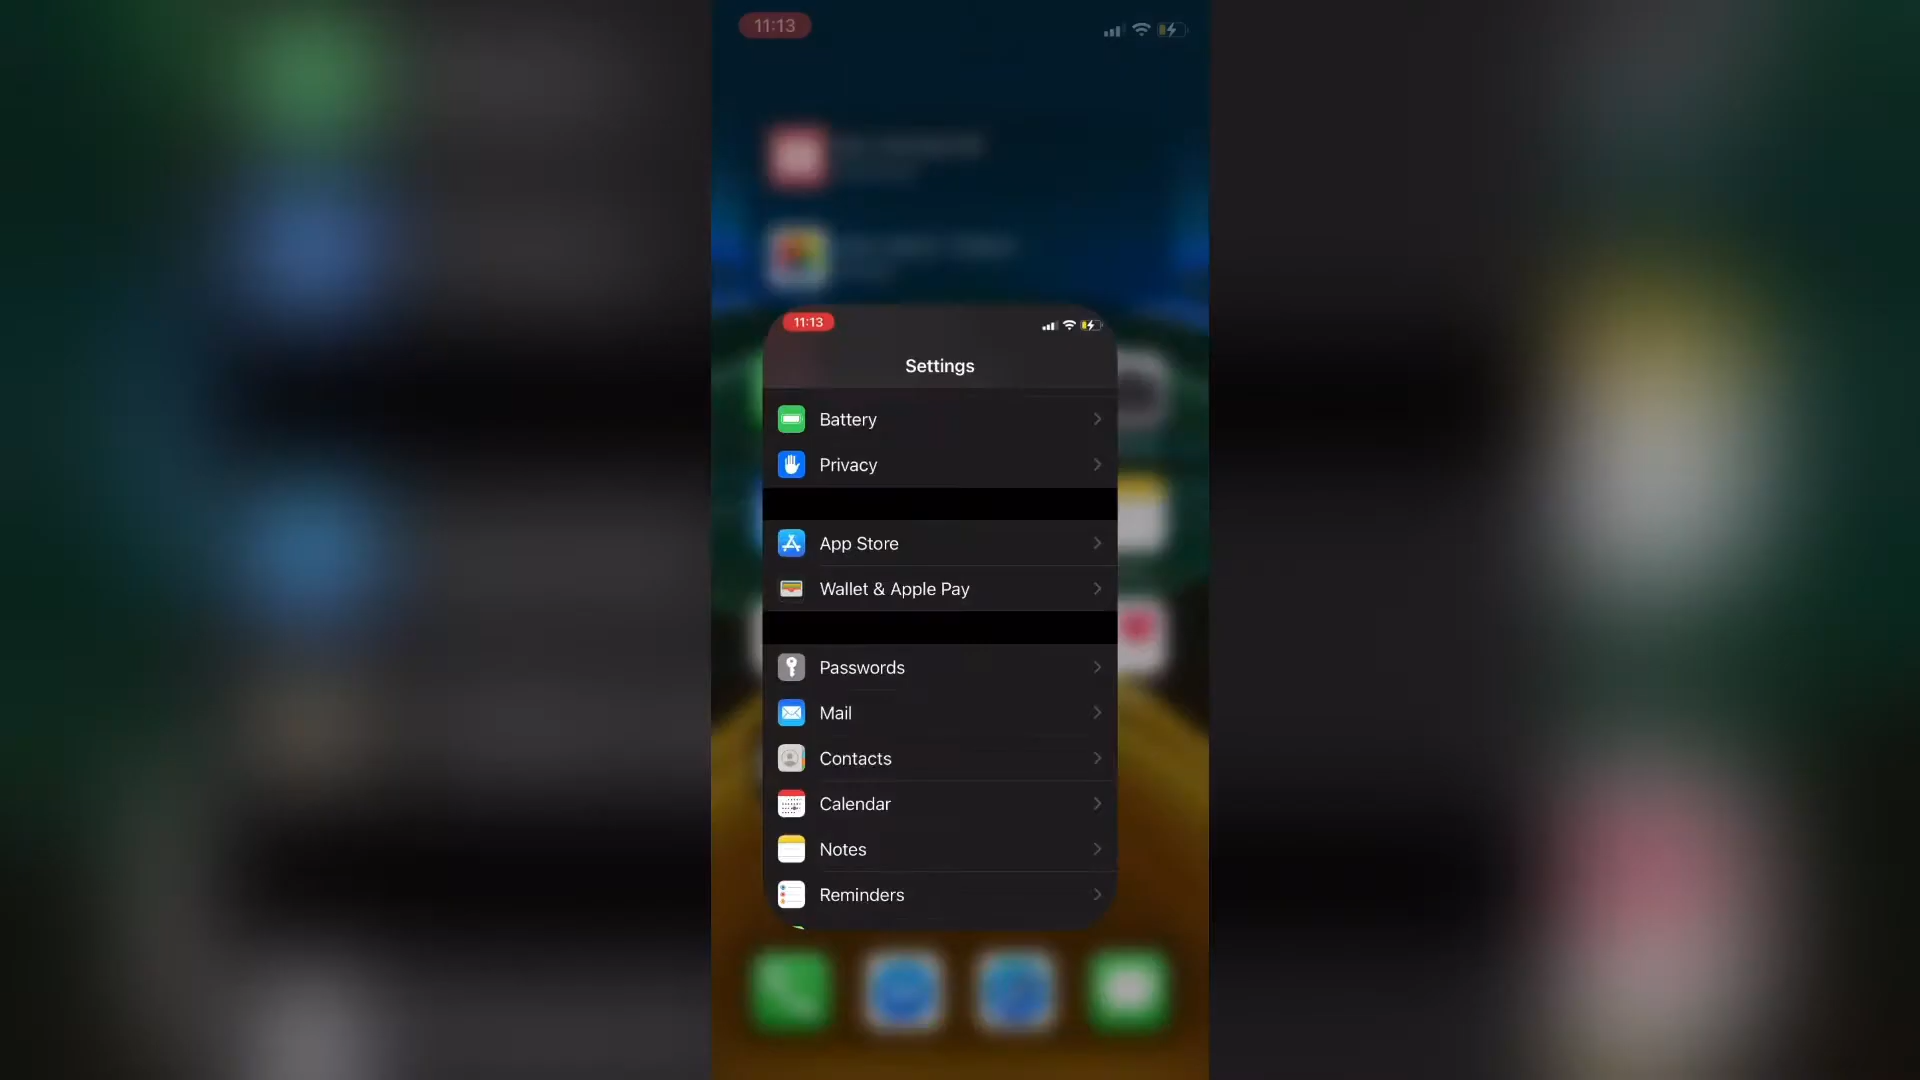 11:13
11:13
Settings
Battery
Privacy
App Store
Wallet & Apple Pay
Passwords
Mail
Contacts
Calendar
Notes
Reminders